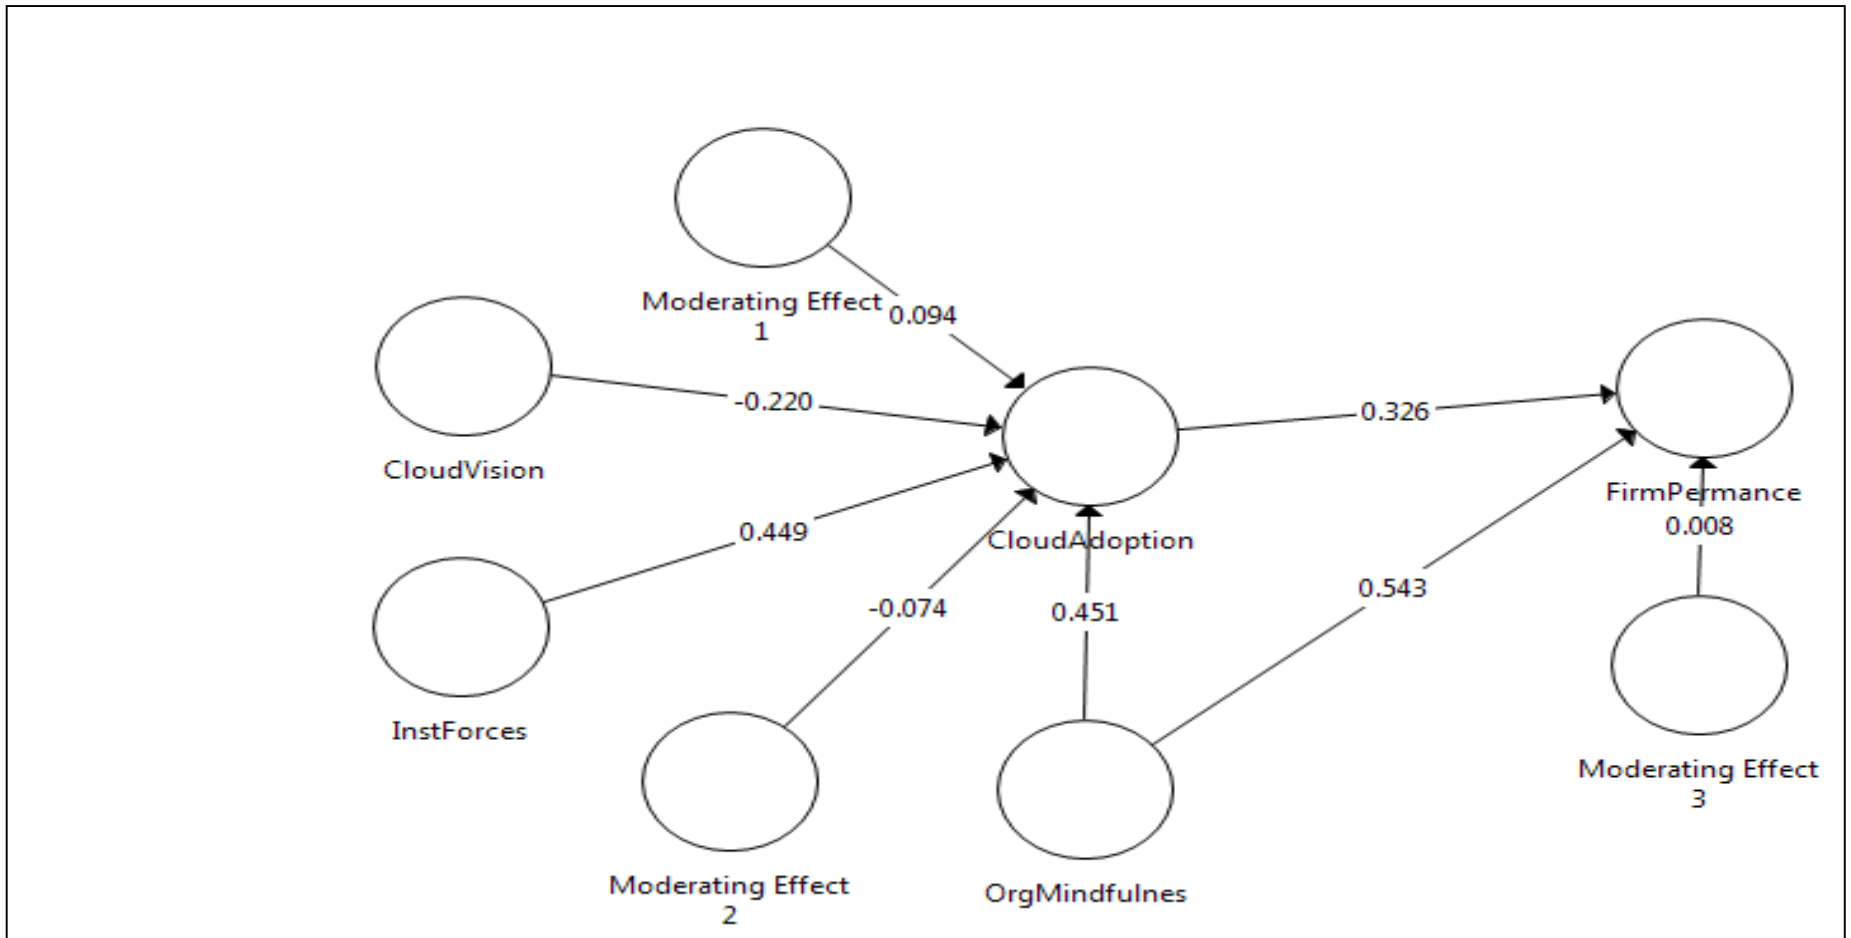 Moderating Effect
1
0.094
CloudVision
-0.220
0.326
FirmPermance
0.008
CloudAdoption
0.449
InstForces
-0.074
0.451
0.543
Moderating Effect
2
OrgMindfulnes
Moderating Effect
3